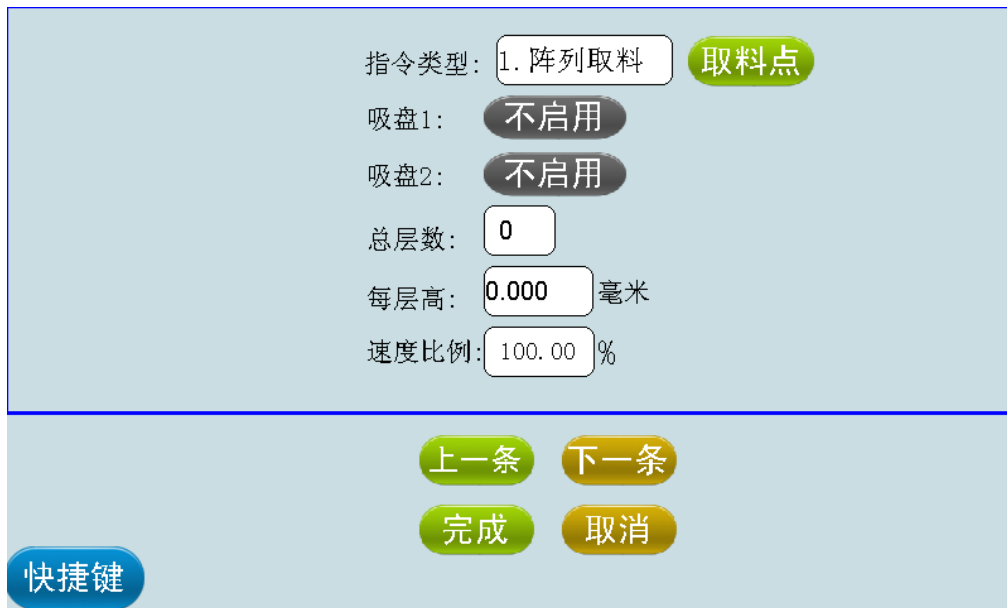 指令类型: 1.阵列取料 取料点
吸盘1: 不启用
吸盘2: 不启用
总层数: 0
每层高: 0.000 毫米
速度比例: 100.00 %
上一条 下一条
完成 取消
快捷键